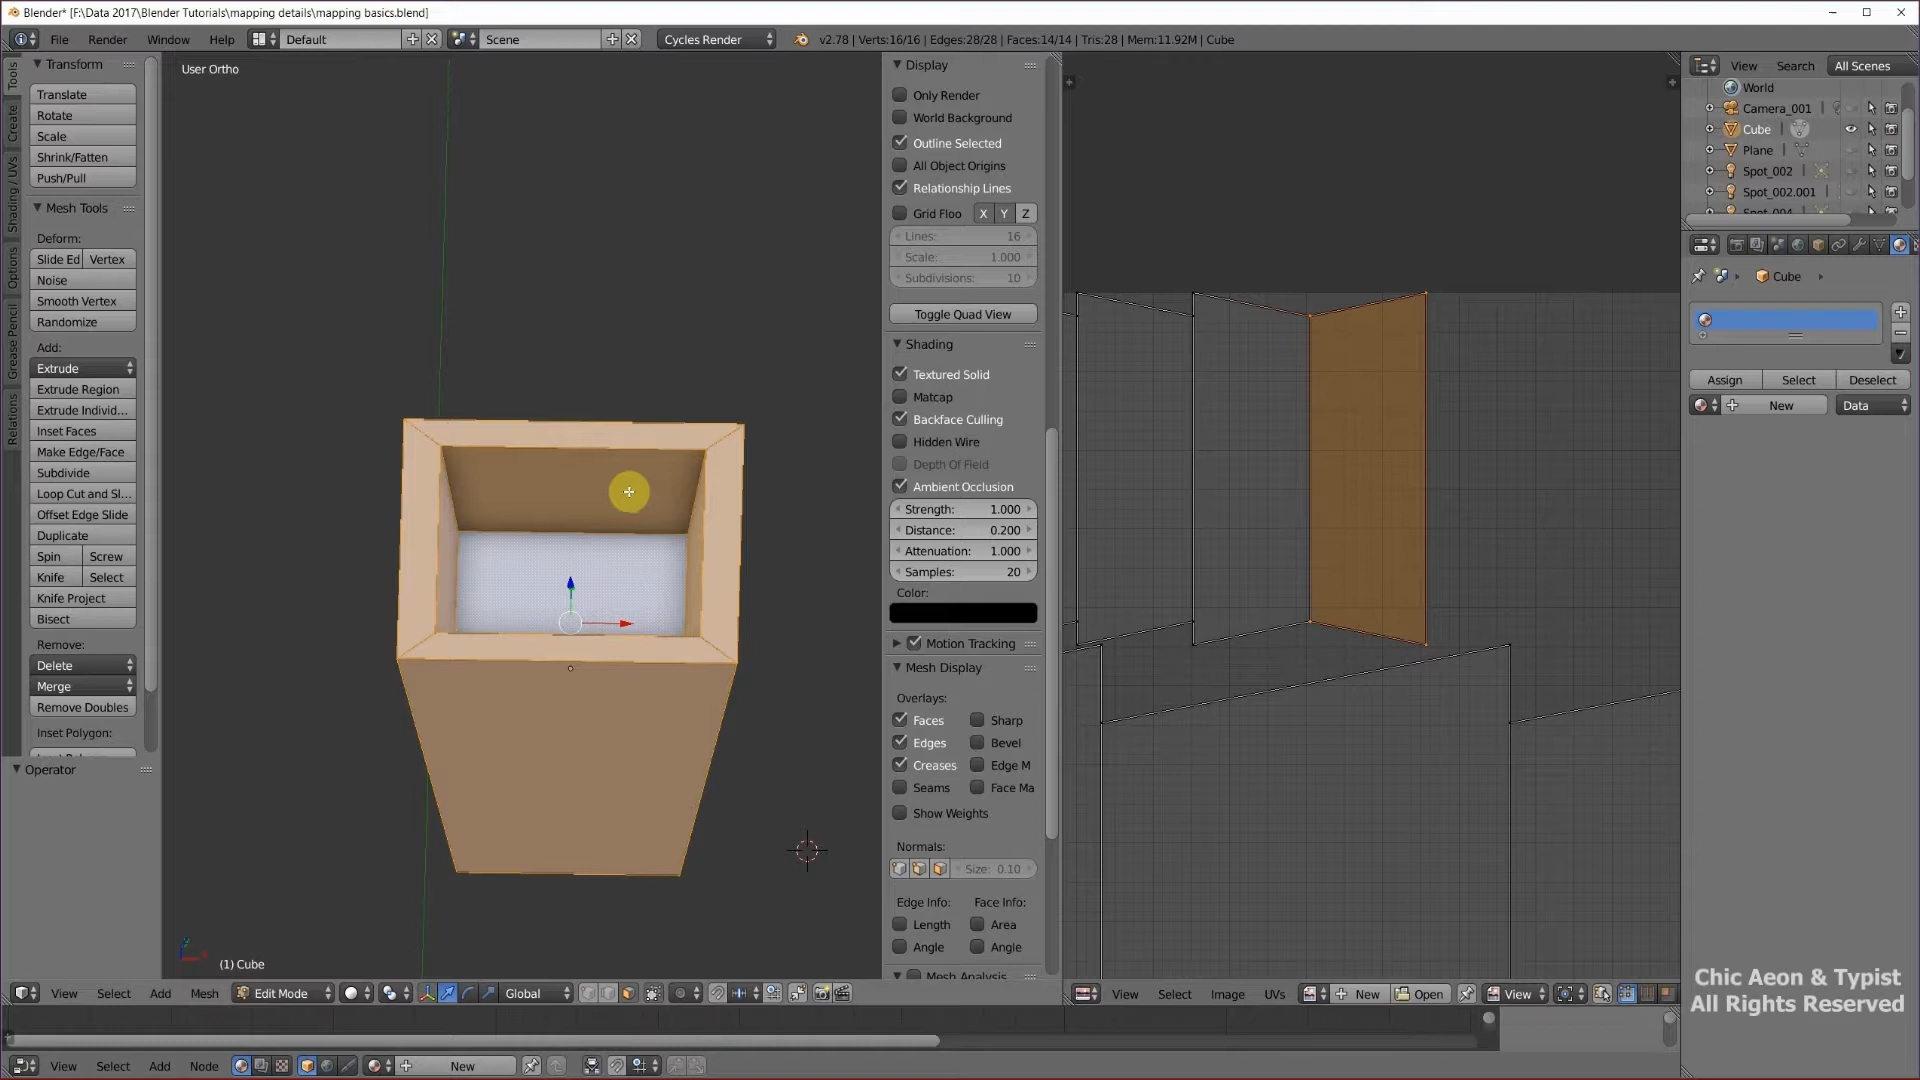 Blender* [F:\Data 2017\Blender Tutorials\mapping details\mapping basics.blend]
File Render Window Help Default Scene Cycles Render v2.78 | Verts:16/16 | Edges:28/28 | Faces:14/14 | Tris:28 | Mem:11.92M | Cube
Tools
Create
Shading / UVs
Options
Grease Pencil
Relations
Transform
Translate
Rotate
Scale
Shrink/Fatten
Push/Pull
Mesh Tools
Deform:
Slide Ed Vertex
Noise
Smooth Vertex
Randomize
Add:
Extrude
Extrude Region
Extrude Individ...
Inset Faces
Make Edge/Face
Subdivide
Loop Cut and Sl...
Offset Edge Slide
Duplicate
Spin Screw
Knife Select
Knife Project
Bisect
Remove:
Delete
Merge
Remove Doubles
Inset Polygon:
Operator
User Ortho
(1) Cube
Display
Only Render
World Background
Outline Selected
All Object Origins
Relationship Lines
Grid Floo X Y Z
Lines: 16
Scale: 1.000
Subdivisions: 10
Toggle Quad View
Shading
Textured Solid
Matcap
Backface Culling
Hidden Wire
Depth Of Field
Ambient Occlusion
Strength: 1.000
Distance: 0.200
Attenuation: 1.000
Samples: 20
Color:
Motion Tracking
Mesh Display
Overlays:
Faces Sharp
Edges Bevel
Creases Edge M
Seams Face Ma
Show Weights
Normals:
Size: 0.10
Edge Info: Face Info:
Length Area
Angle Angle
Mesh Analysis
View Search All Scenes
World
Camera_001
Cube
Plane
Spot_002
Spot_002.001
Spot_004
Cube
Assign Select Deselect
New Data
Chic Aeon & Typist
All Rights Reserved
View Select Add Mesh Edit Mode Global
View Select Image UVs New Open View
View Select Add Node New